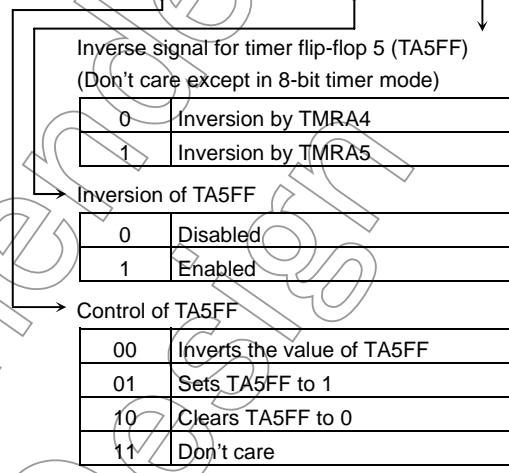 Inverse signal for timer flip-flop 5 (TA5FF)
(Don't care except in 8-bit timer mode)
0 Inversion by TMRA4
1 Inversion by TMRA5
Inversion of TA5FF
0 Disabled
1 Enabled
Control of TA5FF
00 Inverts the value of TA5FF
01 Sets TA5FF to 1
10 Clears TA5FF to 0
11 Don't care